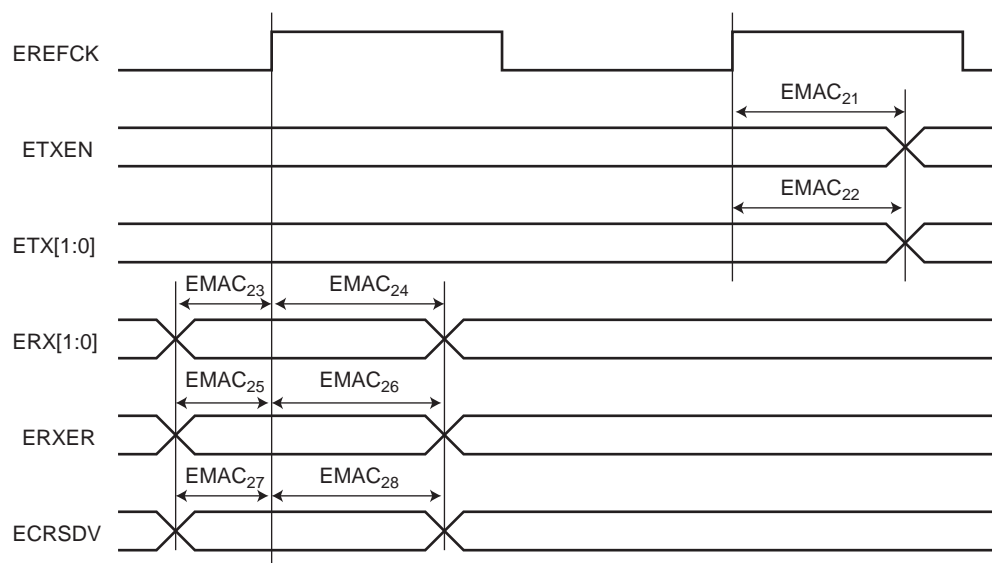 EREFCK
EMAC21
ETXEN
EMAC22
ETX[1:0]
EMAC23 EMAC24
ERX[1:0]
EMAC25 EMAC26
ERXER
EMAC27 EMAC28
ECRSDV